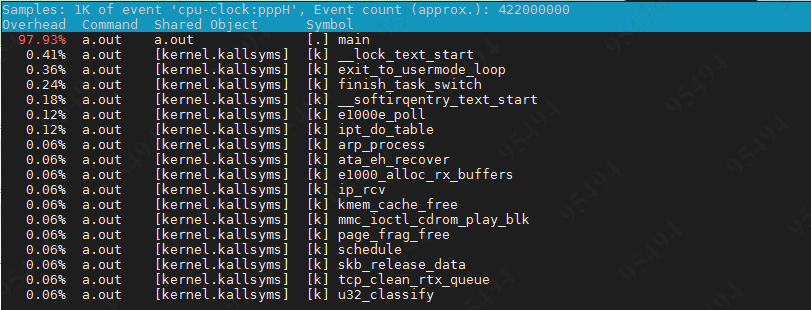 Samples: 1K of event 'cpu-clock:pppH', Event count (approx.): 422000000
Overhead  Command  Shared Object      Symbol
  97.93%  a.out    a.out              [.] main
   0.41%  a.out    [kernel.kallsyms]  [k] __lock_text_start
   0.36%  a.out    [kernel.kallsyms]  [k] exit_to_usermode_loop
   0.24%  a.out    [kernel.kallsyms]  [k] finish_task_switch
   0.18%  a.out    [kernel.kallsyms]  [k] __softirqentry_text_start
   0.12%  a.out    [kernel.kallsyms]  [k] e1000e_poll
   0.12%  a.out    [kernel.kallsyms]  [k] ipt_do_table
   0.06%  a.out    [kernel.kallsyms]  [k] arp_process
   0.06%  a.out    [kernel.kallsyms]  [k] ata_eh_recover
   0.06%  a.out    [kernel.kallsyms]  [k] e1000_alloc_rx_buffers
   0.06%  a.out    [kernel.kallsyms]  [k] ip_rcv
   0.06%  a.out    [kernel.kallsyms]  [k] kmem_cache_free
   0.06%  a.out    [kernel.kallsyms]  [k] mmc_ioctl_cdrom_play_blk
   0.06%  a.out    [kernel.kallsyms]  [k] page_frag_free
   0.06%  a.out    [kernel.kallsyms]  [k] schedule
   0.06%  a.out    [kernel.kallsyms]  [k] skb_release_data
   0.06%  a.out    [kernel.kallsyms]  [k] tcp_clean_rtx_queue
   0.06%  a.out    [kernel.kallsyms]  [k] u32_classify